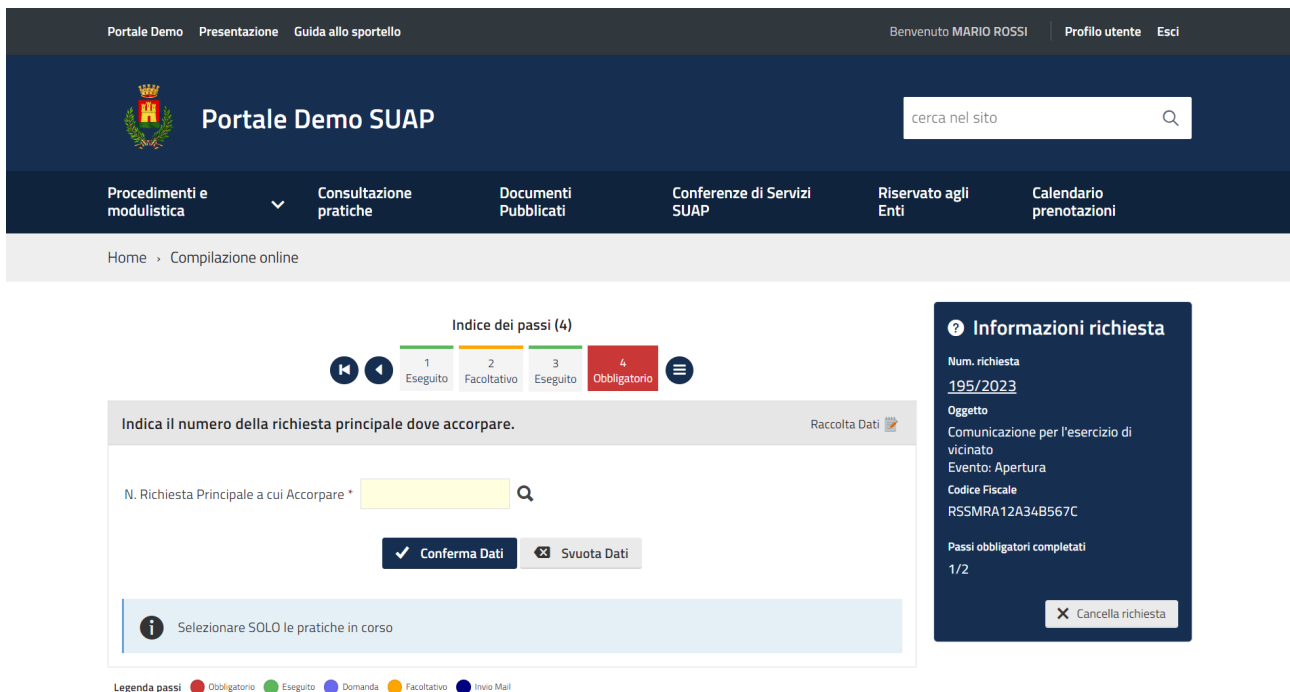 Portale Demo Presentazione Guida allo sportello Benvenuto MARIO ROSSI Profilo utente Esci
Portale Demo SUAP
cerca nel sito
Procedimenti e modulistica
Consultazione pratiche
Documenti Pubblicati
Conferenze di Servizi SUAP
Riservato agli Enti
Calendario prenotazioni
Home › Compilazione online
Indice dei passi (4)
1 Eseguito
2 Facoltativo
3 Eseguito
4 Obbligatorio
Indica il numero della richiesta principale dove accorpare. Raccolta Dati
N. Richiesta Principale a cui Accorpare *
Conferma Dati Svuota Dati
Selezionare SOLO le pratiche in corso
Legenda passi Obbligatorio Eseguito Domanda Facoltativo Invio Mail
Informazioni richiesta
Num. richiesta
195/2023
Oggetto
Comunicazione per l'esercizio di
vicinato
Evento: Apertura
Codice Fiscale
RSSMRA12A34B567C
Passi obbligatori completati
1/2
Cancella richiesta